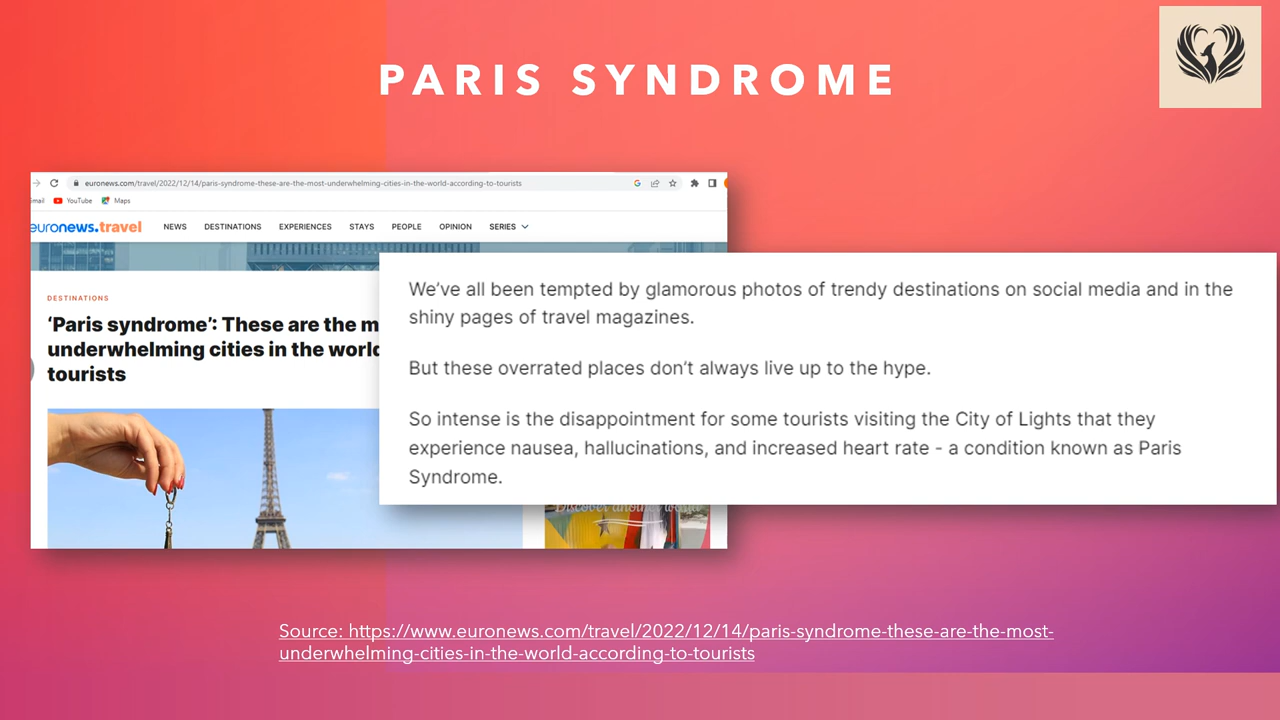 PARIS SYNDROME
euronews.com/travel/2022/12/14/paris-syndrome-these-are-the-most-underwhelming-cities-in-the-world-according-to-tourists
YouTube Maps
euronews.travel NEWS DESTINATIONS EXPERIENCES STAYS PEOPLE OPINION SERIES
DESTINATIONS
‘Paris syndrome’: These are the m
underwhelming cities in the world
tourists
We’ve all been tempted by glamorous photos of trendy destinations on social media and in the
shiny pages of travel magazines.
But these overrated places don’t always live up to the hype.
So intense is the disappointment for some tourists visiting the City of Lights that they
experience nausea, hallucinations, and increased heart rate - a condition known as Paris
Syndrome.
Discover another
Source: https://www.euronews.com/travel/2022/12/14/paris-syndrome-these-are-the-most-
underwhelming-cities-in-the-world-according-to-tourists